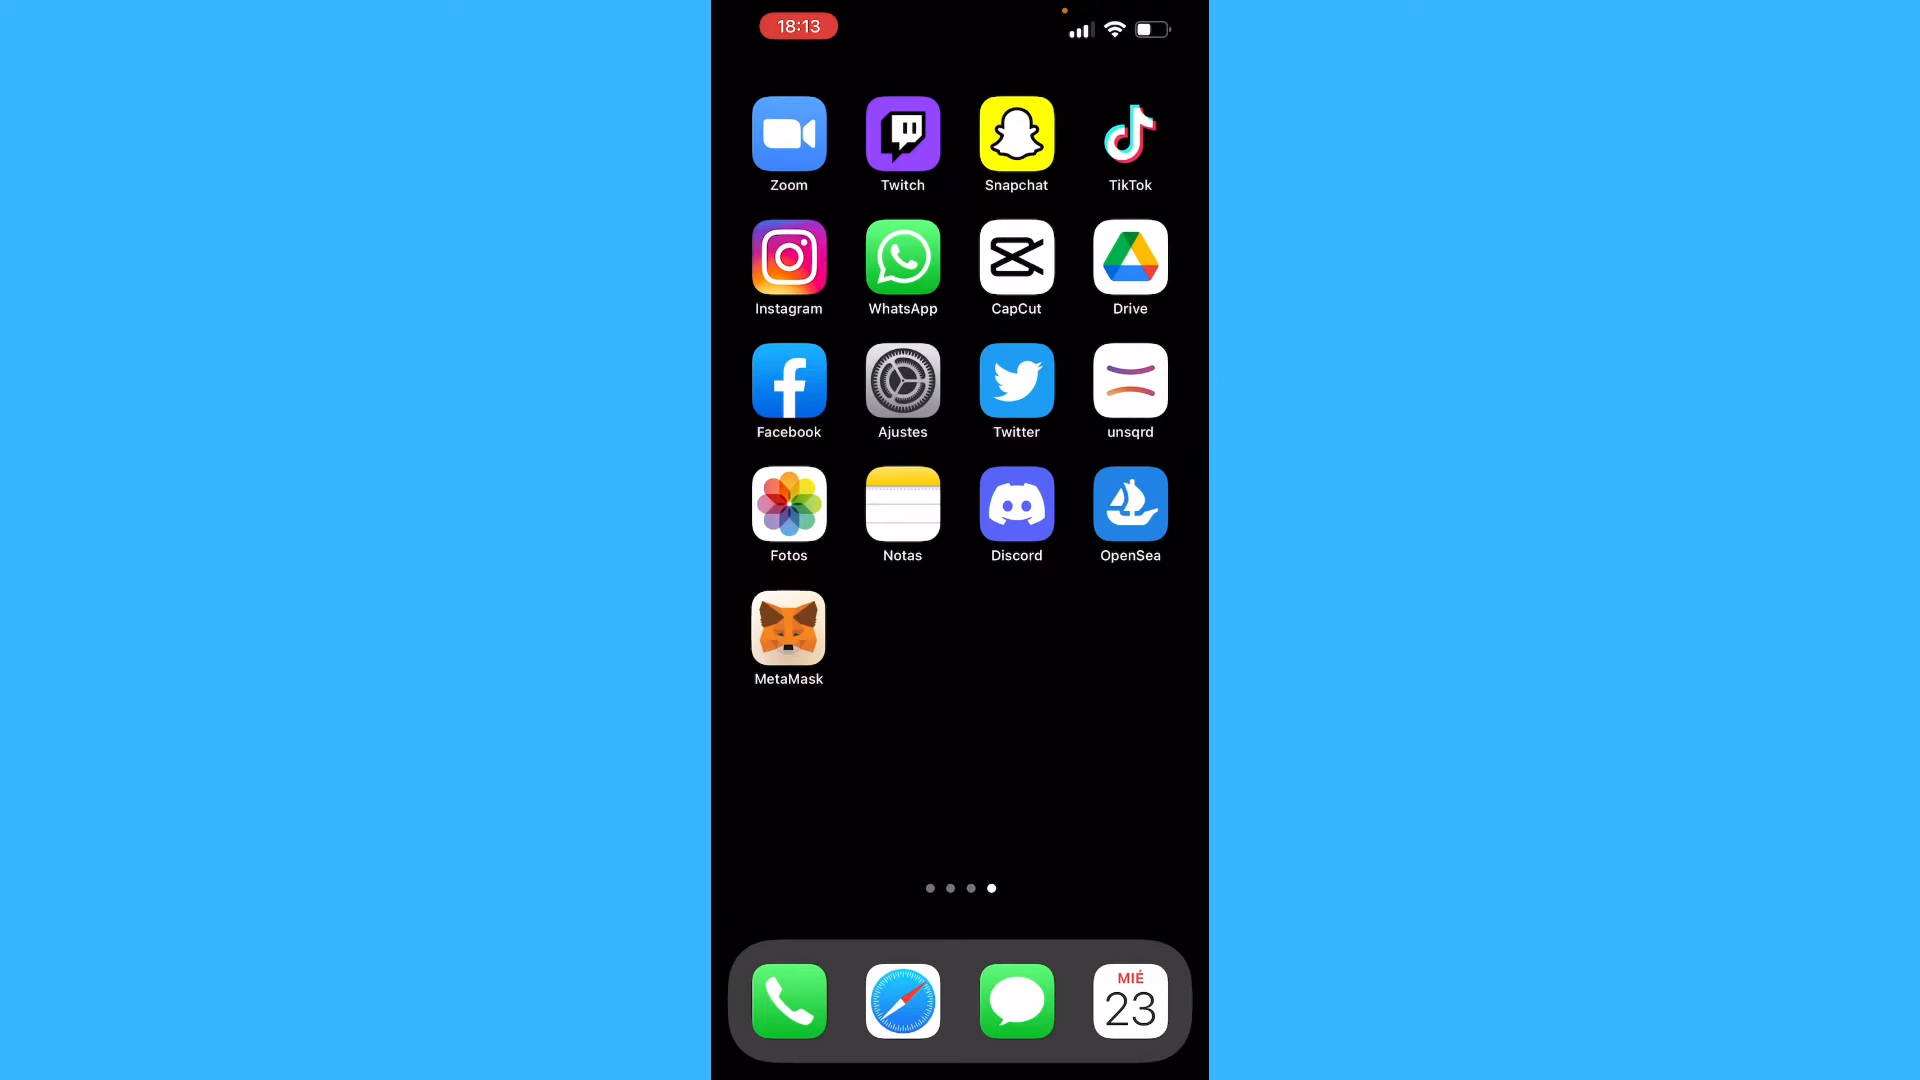 18:13
Zoom Twitch Snapchat TikTok
Instagram WhatsApp CapCut Drive
Facebook Ajustes Twitter unsqrd
Fotos Notas Discord OpenSea
MetaMask
MIÉ
23